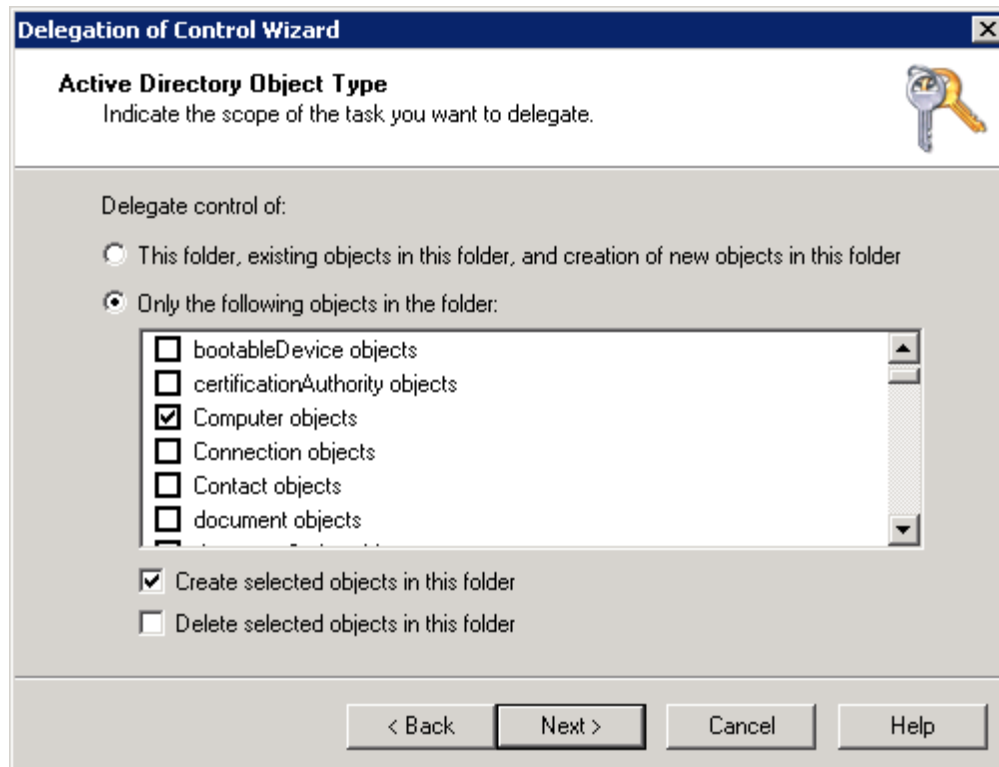 Delegation of Control Wizard
Active Directory Object Type
Indicate the scope of the task you want to delegate.
Delegate control of:
This folder, existing objects in this folder, and creation of new objects in this folder
Only the following objects in the folder:
bootableDevice objects
certificationAuthority objects
Computer objects
Connection objects
Contact objects
document objects
Create selected objects in this folder
Delete selected objects in this folder
< Back Next > Cancel Help